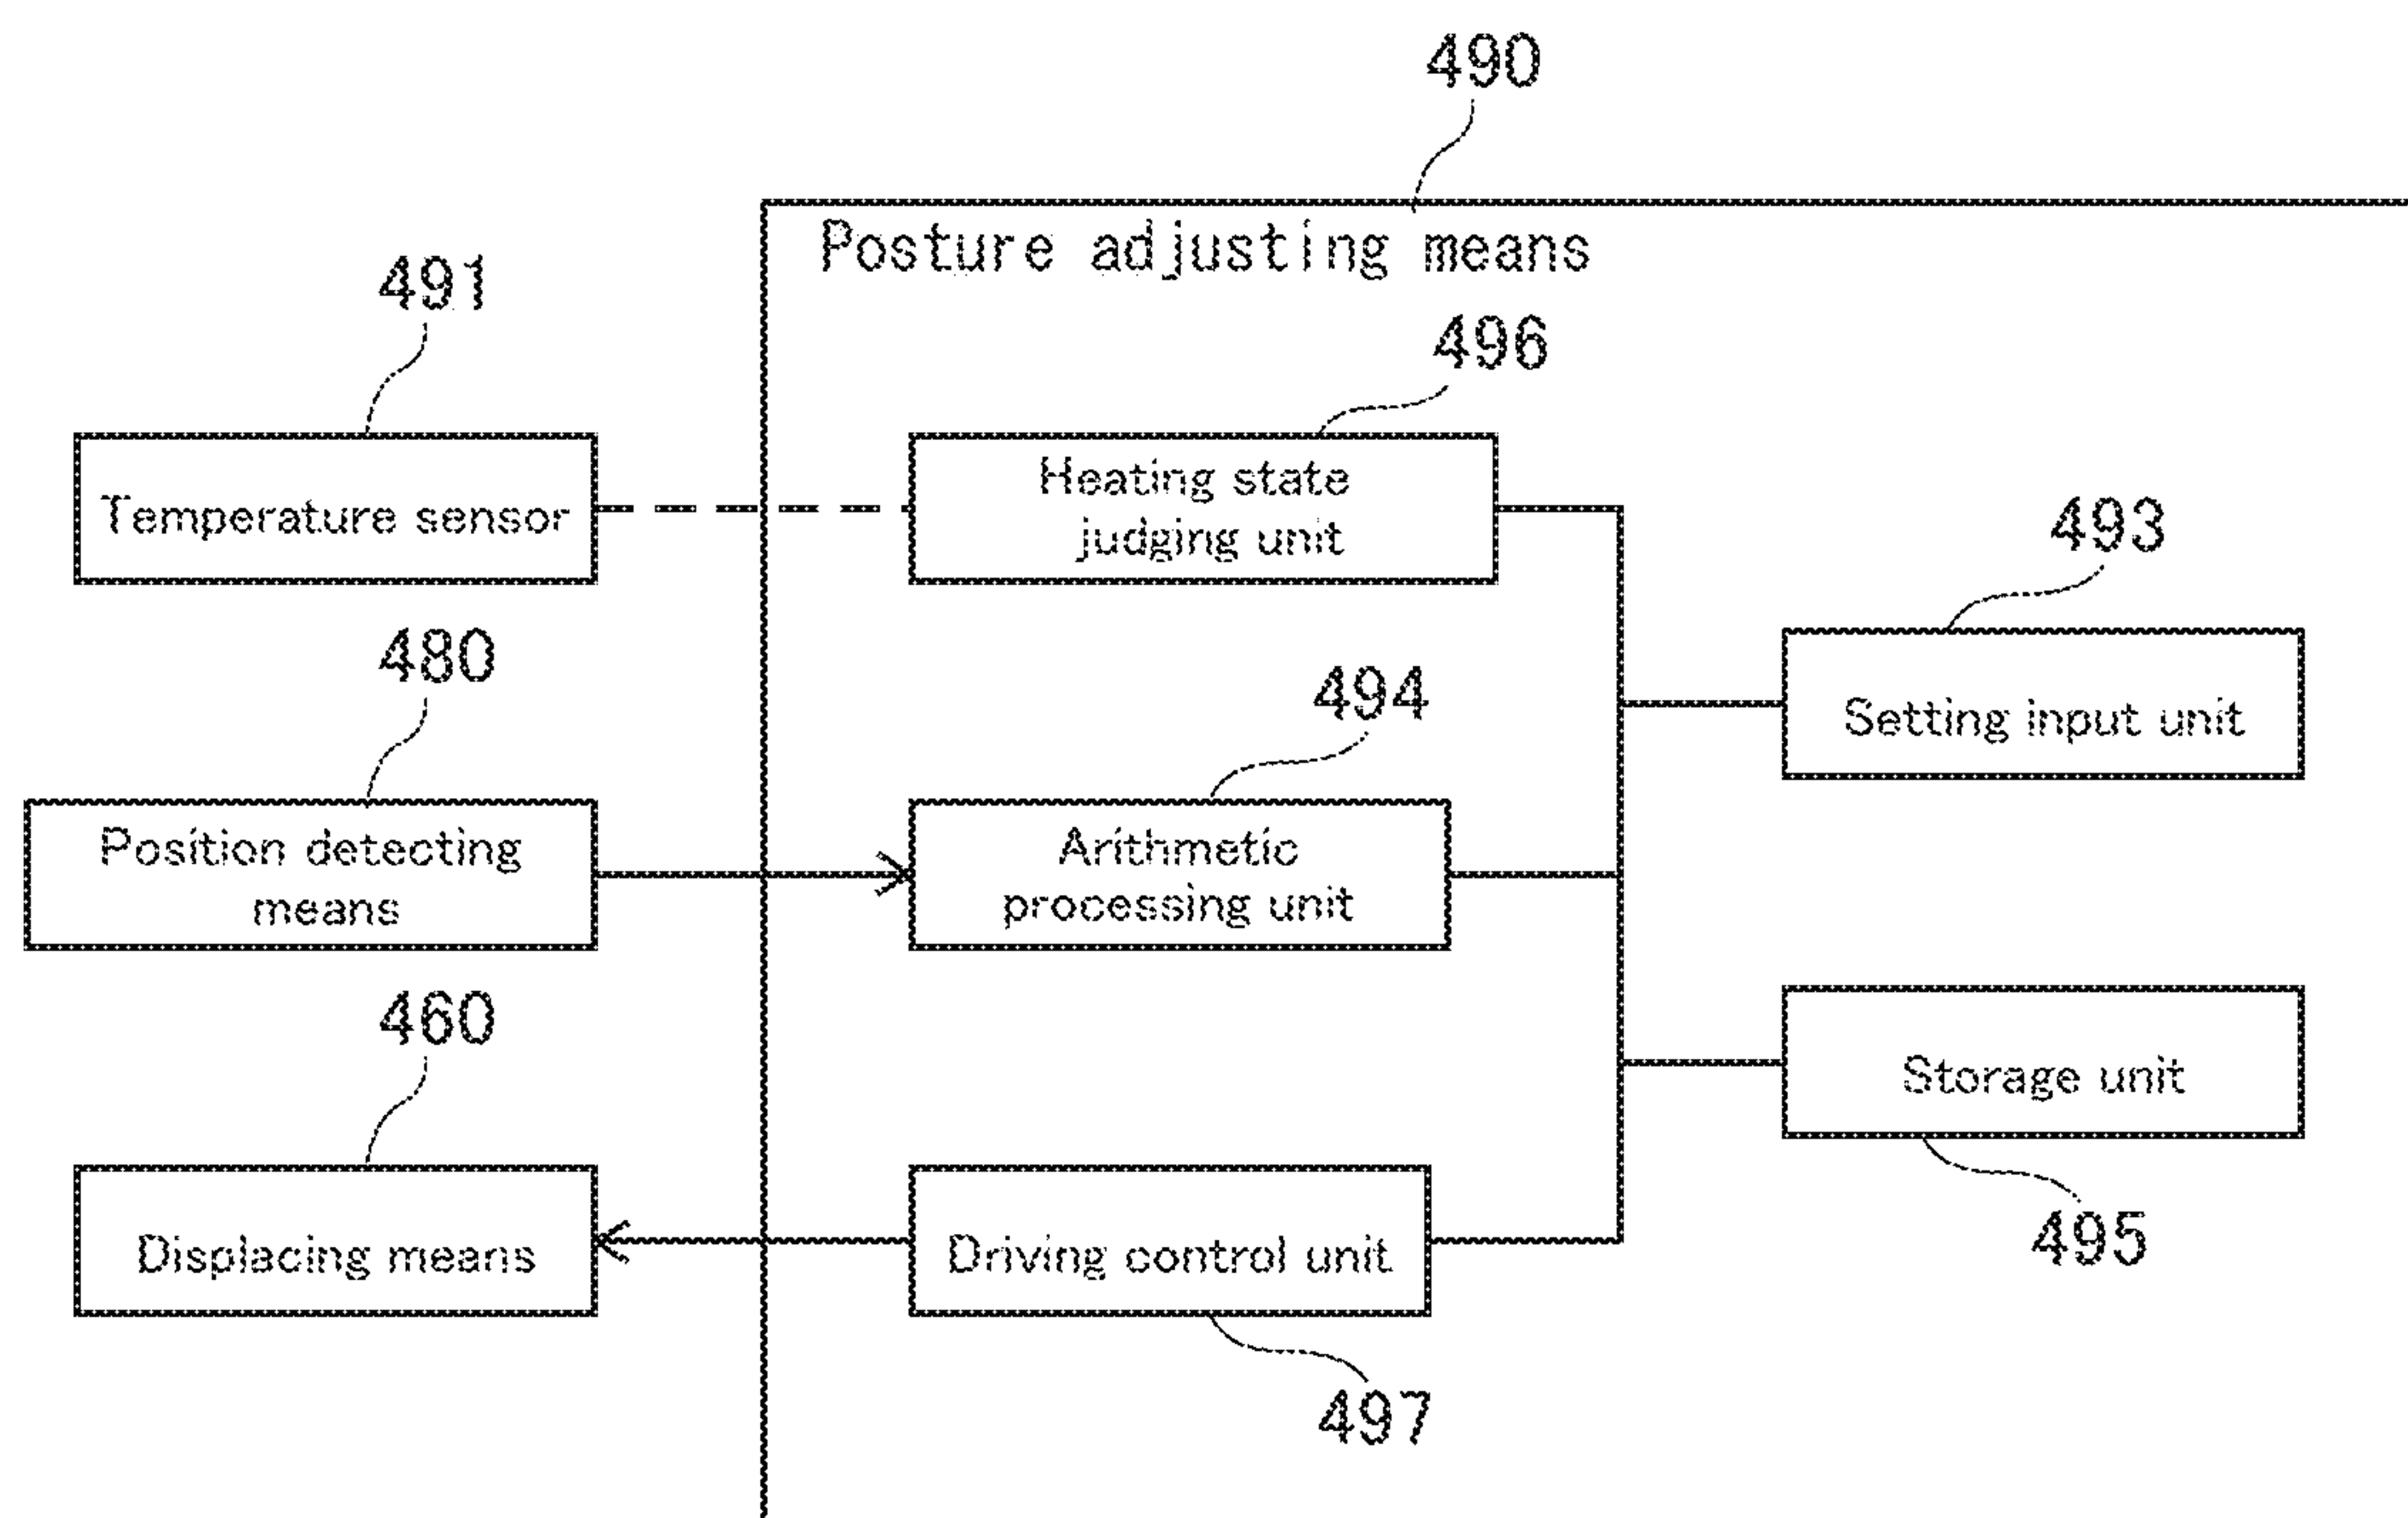 490
Posture adjusting means
491
496
Temperature sensor
Heating state
judging unit
493
Setting input unit
480
494
Position detecting
means
Arithmetic
processing unit
460
Storage unit
495
Displacing means
Driving control unit
497